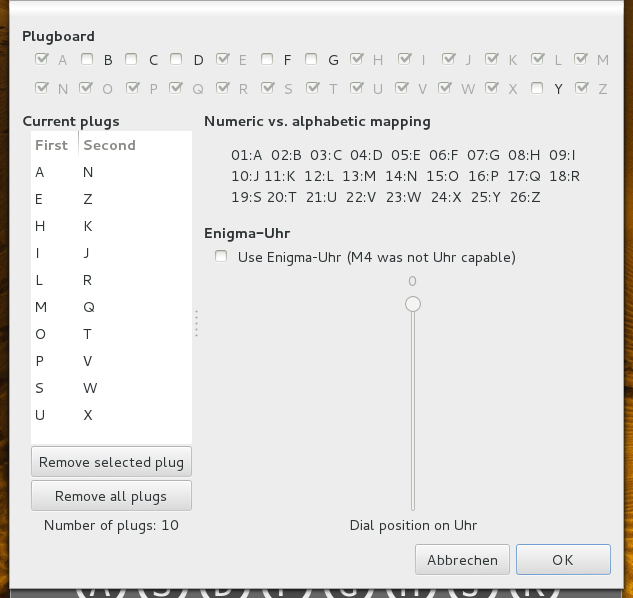 Plugboard
A B C D E F G H I J K L M
N O P Q R S T U V W X Y Z
Current plugs
First Second
A N
E Z
H K
I J
L R
M Q
O T
P V
S W
U X
Remove selected plug
Remove all plugs
Number of plugs: 10
Numeric vs. alphabetic mapping
01:A 02:B 03:C 04:D 05:E 06:F 07:G 08:H 09:I
10:J 11:K 12:L 13:M 14:N 15:O 16:P 17:Q 18:R
19:S 20:T 21:U 22:V 23:W 24:X 25:Y 26:Z
Enigma-Uhr
Use Enigma-Uhr (M4 was not Uhr capable)
0
Dial position on Uhr
Abbrechen OK